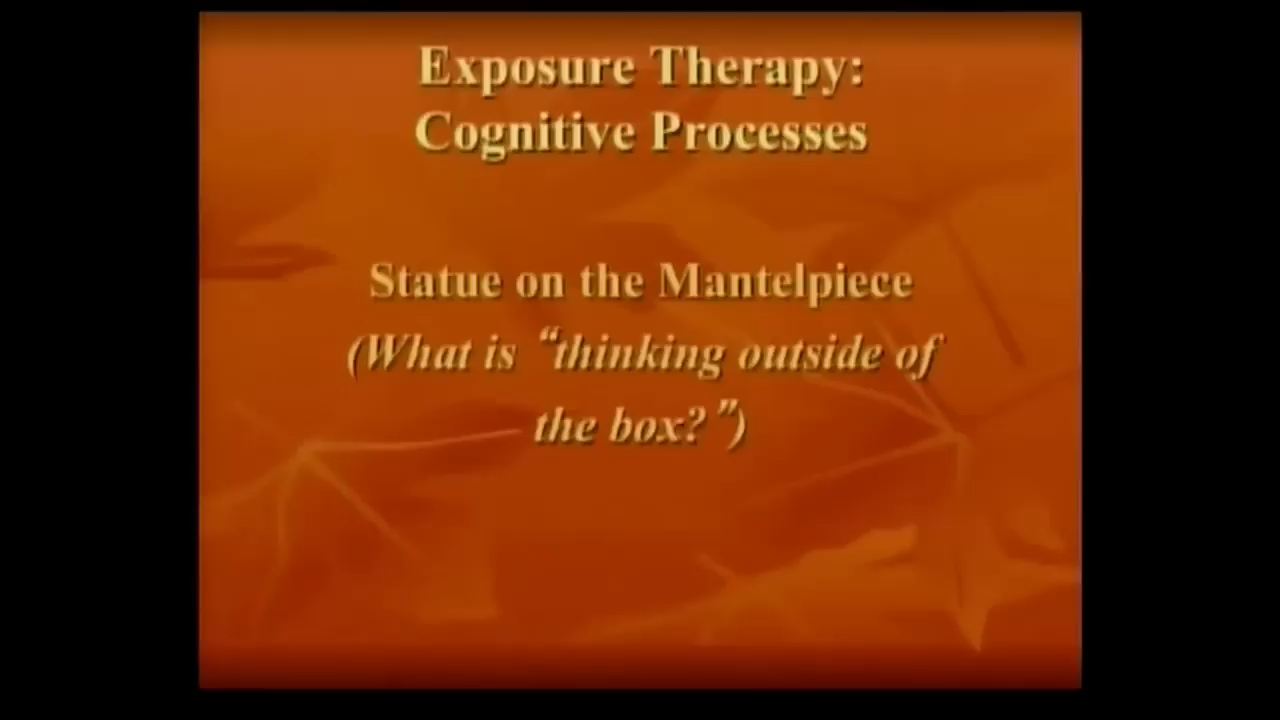 Exposure Therapy:
Cognitive Processes
Statue on the Mantelpiece
(What is “thinking outside of
the box?”)